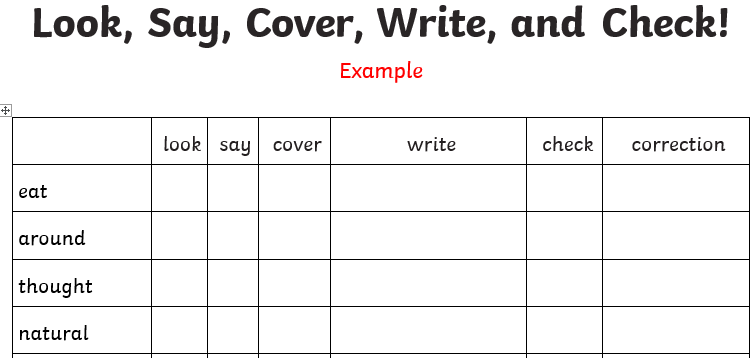 Look, Say, Cover, Write, and Check!
Example
look say cover write check correction
eat
around
thought
natural